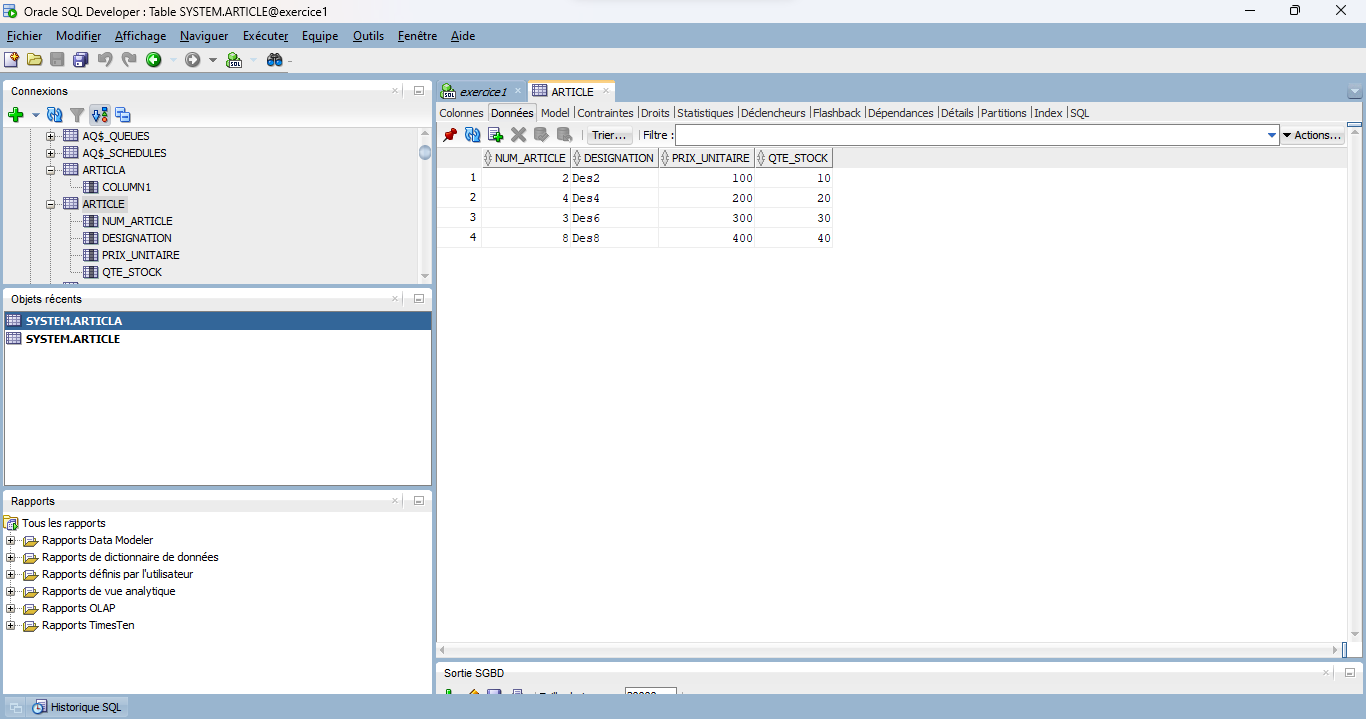 Oracle SQL Developer : Table SYSTEM.ARTICLE@exercice1
Fichier Modifier Affichage Naviguer Exécuter Equipe Outils Fenêtre Aide
Connexions
AQ$_QUEUES
AQ$_SCHEDULES
ARTICLA
COLUMN1
ARTICLE
NUM_ARTICLE
DESIGNATION
PRIX_UNITAIRE
QTE_STOCK
Objets récents
SYSTEM.ARTICLA
SYSTEM.ARTICLE
Rapports
Tous les rapports
Rapports Data Modeler
Rapports de dictionnaire de données
Rapports définis par l'utilisateur
Rapports de vue analytique
Rapports OLAP
Rapports TimesTen
exercice1 ARTICLE
Colonnes Données Model Contraintes Droits Statistiques Déclencheurs Flashback Dépendances Détails Partitions Index SQL
Trier... Filtre : Actions...
NUM_ARTICLE DESIGNATION PRIX_UNITAIRE QTE_STOCK
1 2 Des2 100 10
2 4 Des4 200 20
3 3 Des6 300 30
4 8 Des8 400 40
Sortie SGBD
Historique SQL